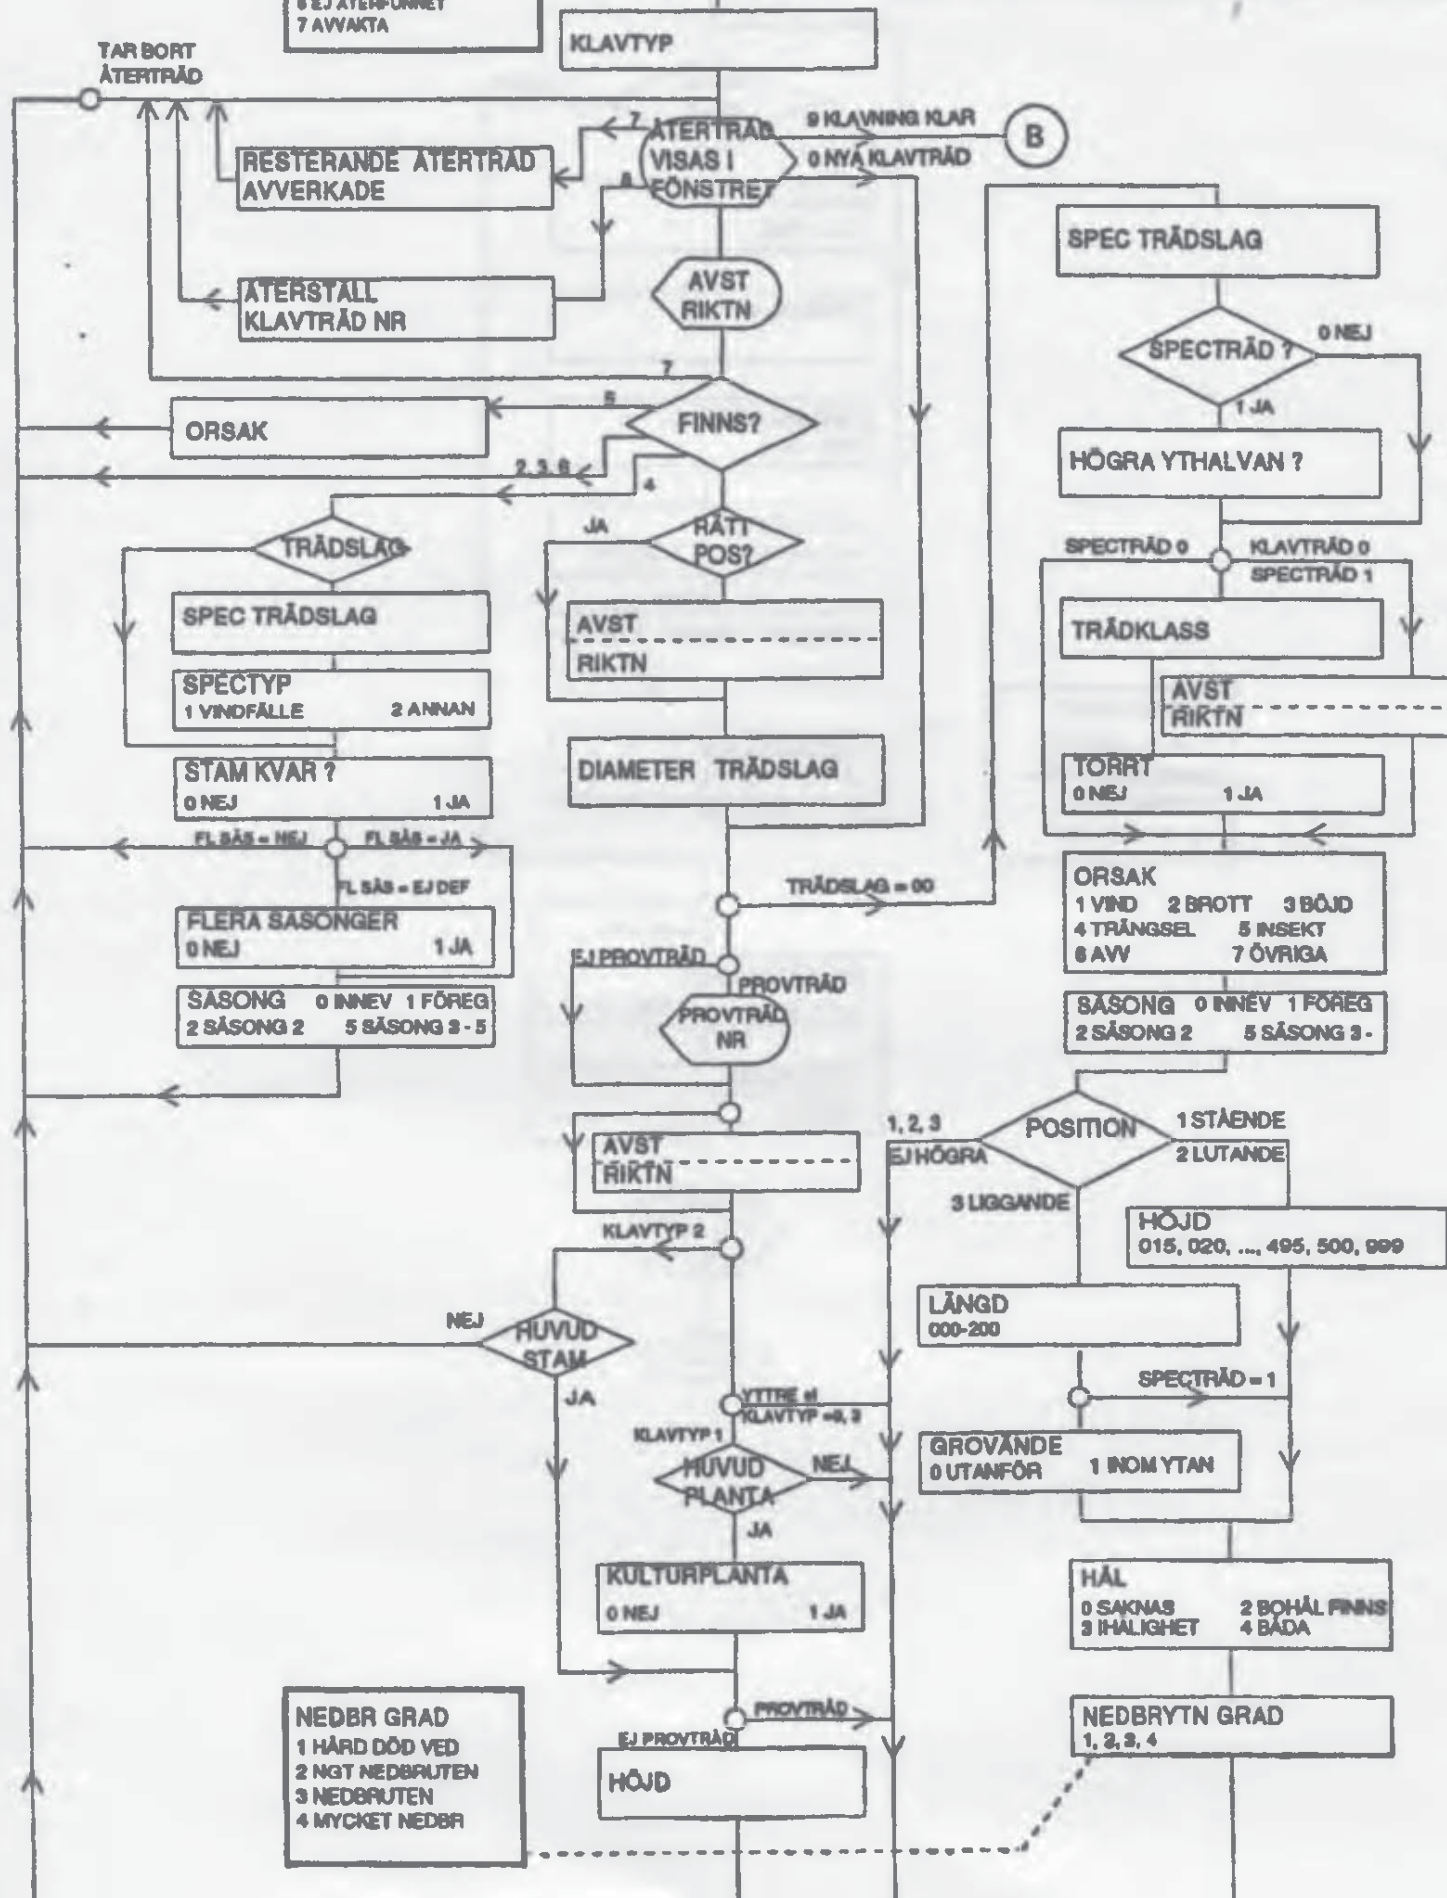 6 EJ ÅTERFUNNET
7 AVVAKTA
KLAVTYP
TAR BORT
ÅTERTRÄD
7
ÅTERTRÄD
VISAS I
FÖNSTRET
9 KLAVNING KLAR
0 NYA KLAVTRÄD
B
RESTERANDE ÅTERTRÄD
AVVERKADE
8
ÅTERSTÄLL
KLAVTRÄD NR
AVST
RIKTN
SPEC TRÄDSLAG
SPECTRÄD ?
0 NEJ
1 JA
7
5
FINNS?
ORSAK
2, 3, 6
4
HÖGRA YTHALVAN ?
TRÄDSLAG
JA
RÄTT
POS?
SPECTRÄD 0
KLAVTRÄD 0
SPECTRÄD 1
SPEC TRÄDSLAG
AVST
RIKTN
TRÄDKLASS
SPECTYP
1 VINDFÄLLE 2 ANNAN
AVST
RIKTN
STAM KVAR ?
0 NEJ 1 JA
DIAMETER TRÄDSLAG
TORRT
0 NEJ 1 JA
FL SÄS = NEJ
FL SÄS = JA
FL SÄS = EJ DEF
TRÄDSLAG = 00
ORSAK
1 VIND 2 BROTT 3 BÖJD
4 TRÄNGSEL 5 INSEKT
6 AVV 7 ÖVRIGA
FLERA SÄSONGER
0 NEJ 1 JA
EJ PROVTRÄD
PROVTRÄD
SÄSONG 0 INNEV 1 FÖREG
2 SÄSONG 2 5 SÄSONG 3 - 5
PROVTRÄD
NR
SÄSONG 0 INNEV 1 FÖREG
2 SÄSONG 2 5 SÄSONG 3 -
AVST
RIKTN
1, 2, 3
EJ HÖGRA
POSITION
1 STÅENDE
2 LUTANDE
3 LIGGANDE
KLAVTYP 2
HÖJD
015, 020, ..., 495, 500, 999
LÄNGD
000-200
NEJ
HUVUD
STAM
JA
YTTRE el
KLAVTYP =0, 3
SPECTRÄD = 1
KLAVTYP 1
HUVUD
PLANTA
NEJ
JA
GROVÄNDE
0 UTANFÖR 1 INOM YTAN
KULTURPLANTA
0 NEJ 1 JA
HÅL
0 SAKNAS 2 BOHÅL FINNS
3 IHÅLIGHET 4 BÅDA
NEDBR GRAD
1 HÅRD DÖD VED
2 NGT NEDBRUTEN
3 NEDBRUTEN
4 MYCKET NEDBR
PROVTRÄD
EJ PROVTRÄD
HÖJD
NEDBRYTN GRAD
1, 2, 3, 4